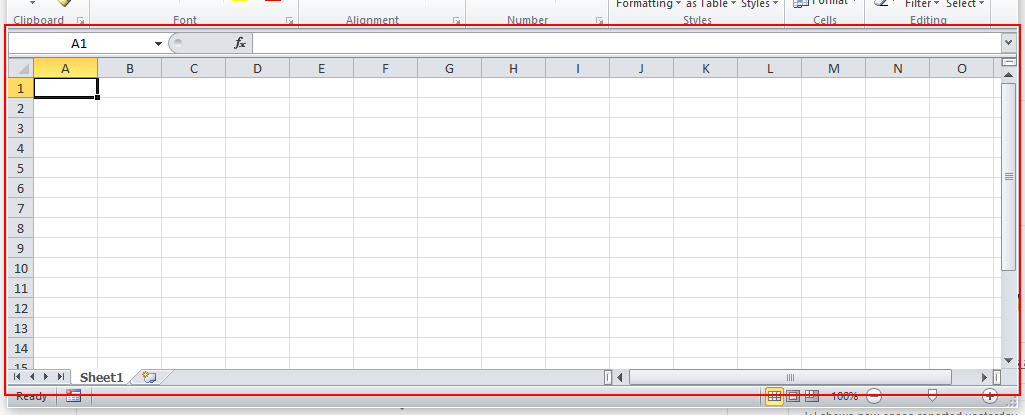 Formatting as Table Styles Format Filter Select
Clipboard Font Alignment Number Styles Cells Editing
A1 fx
A B C D E F G H I J K L M N O
1
2
3
4
5
6
7
8
9
10
11
12
13
14
15
Sheet1
Ready 100%